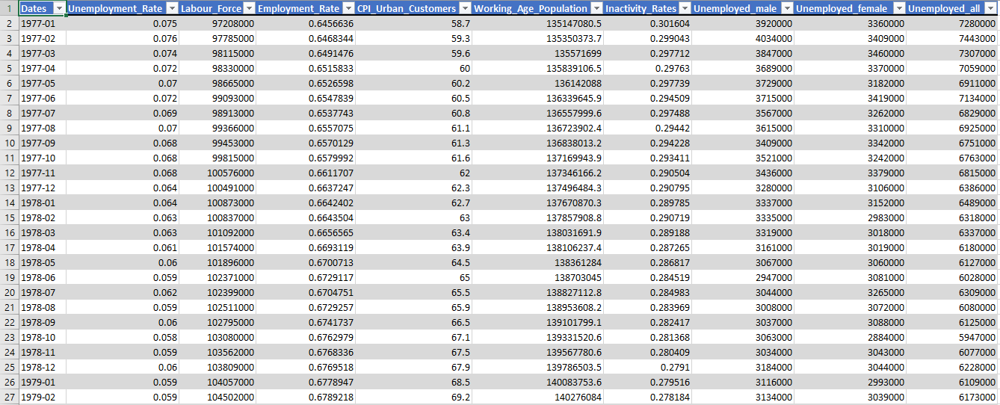 1 Dates Unemployment_Rate Labour_Force Employment_Rate CPI_Urban_Customers Working_Age_Population Inactivity_Rates Unemployed_male Unemployed_female Unemployed_all
2 1977-01 0.075 97208000 0.6456636 58.7 135147080.5 0.301604 3920000 3360000 7280000
3 1977-02 0.076 97785000 0.6468344 59.3 135350373.7 0.299043 4034000 3409000 7443000
4 1977-03 0.074 98115000 0.6491476 59.6 135571699 0.297712 3847000 3460000 7307000
5 1977-04 0.072 98330000 0.6515833 60 135839106.5 0.29763 3689000 3370000 7059000
6 1977-05 0.07 98665000 0.6526598 60.2 136142088 0.297739 3729000 3182000 6911000
7 1977-06 0.072 99093000 0.6547839 60.5 136339645.9 0.294509 3715000 3419000 7134000
8 1977-07 0.069 98913000 0.6537743 60.8 136557999.6 0.297488 3567000 3262000 6829000
9 1977-08 0.07 99366000 0.6557075 61.1 136723902.4 0.29442 3615000 3310000 6925000
10 1977-09 0.068 99453000 0.6570129 61.3 136838013.2 0.294228 3409000 3342000 6751000
11 1977-10 0.068 99815000 0.6579992 61.6 137169943.9 0.293411 3521000 3242000 6763000
12 1977-11 0.068 100576000 0.6611707 62 137346166.2 0.290504 3436000 3379000 6815000
13 1977-12 0.064 100491000 0.6637247 62.3 137496484.3 0.290795 3280000 3106000 6386000
14 1978-01 0.064 100873000 0.6642402 62.7 137670870.3 0.289785 3337000 3152000 6489000
15 1978-02 0.063 100837000 0.6643504 63 137857908.8 0.290719 3335000 2983000 6318000
16 1978-03 0.063 101092000 0.6656565 63.4 138031691.9 0.289188 3319000 3018000 6337000
17 1978-04 0.061 101574000 0.6693119 63.9 138106237.4 0.287265 3161000 3019000 6180000
18 1978-05 0.06 101896000 0.6700713 64.5 138361284 0.286817 3067000 3060000 6127000
19 1978-06 0.059 102371000 0.6729117 65 138703045 0.284519 2947000 3081000 6028000
20 1978-07 0.062 102399000 0.6704751 65.5 138827112.8 0.284983 3044000 3265000 6309000
21 1978-08 0.059 102511000 0.6729257 65.9 138953608.2 0.283969 3008000 3072000 6080000
22 1978-09 0.06 102795000 0.6741737 66.5 139101799.1 0.282417 3037000 3088000 6125000
23 1978-10 0.058 103080000 0.6762979 67.1 139331520.6 0.281368 3063000 2884000 5947000
24 1978-11 0.059 103562000 0.6768336 67.5 139567780.6 0.280409 3034000 3043000 6077000
25 1978-12 0.06 103809000 0.6769518 67.9 139786503.5 0.2791 3184000 3044000 6228000
26 1979-01 0.059 104057000 0.6778947 68.5 140083753.6 0.279516 3116000 2993000 6109000
27 1979-02 0.059 104502000 0.6789218 69.2 140276084 0.278184 3134000 3039000 6173000